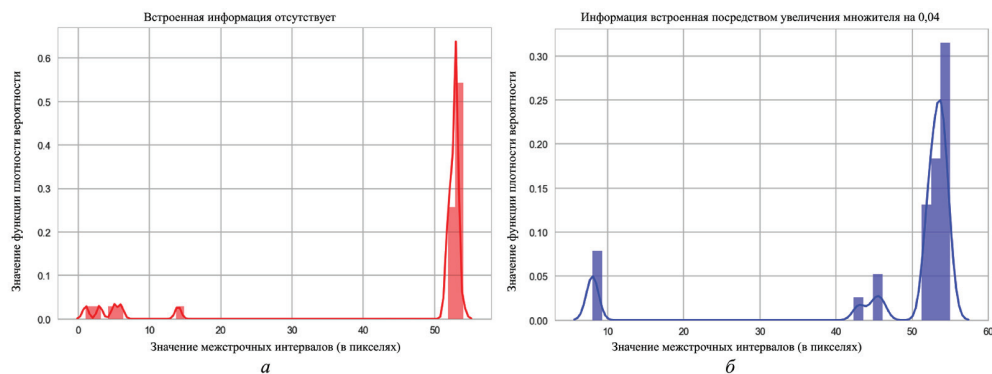 Встроенная информация отсутствует
Значение функции плотности вероятности
0.6
0.5
0.4
0.3
0.2
0.1
0.0
0 10 20 30 40 50
Значение межстрочных интервалов (в пикселях)
а
Информация встроенная посредством увеличения множителя на 0,04
Значение функции плотности вероятности
0.30
0.25
0.20
0.15
0.10
0.05
0.00
10 20 30 40 50 60
Значение межстрочных интервалов (в пикселях)
б